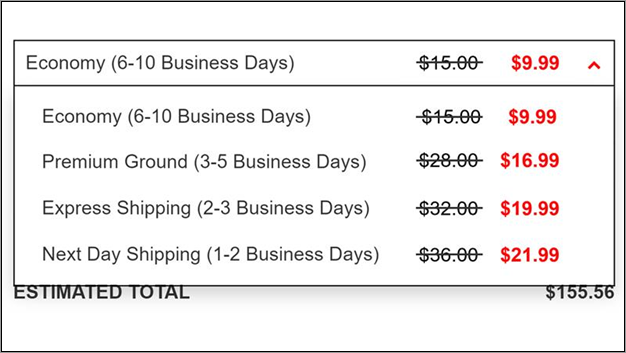 Economy (6-10 Business Days) $15.00 $9.99
Economy (6-10 Business Days) $15.00 $9.99
Premium Ground (3-5 Business Days) $28.00 $16.99
Express Shipping (2-3 Business Days) $32.00 $19.99
Next Day Shipping (1-2 Business Days) $36.00 $21.99
ESTIMATED TOTAL $155.56